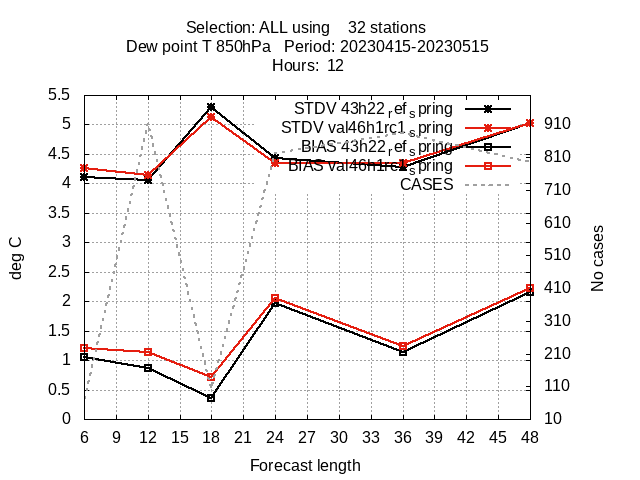 Selection: ALL using 32 stations
Dew point T 850hPa Period: 20230415-20230515
Hours: 12
STDV 43h22_ref_spring
STDV val46h1rc1_spring
BIAS 43h22_ref_spring
BIAS val46h1rc1_spring
CASES
5.5
5
4.5
4
3.5
3
2.5
2
1.5
1
0.5
0
deg C
910
810
710
610
510
410
310
210
110
10
No cases
6 9 12 15 18 21 24 27 30 33 36 39 42 45 48
Forecast length